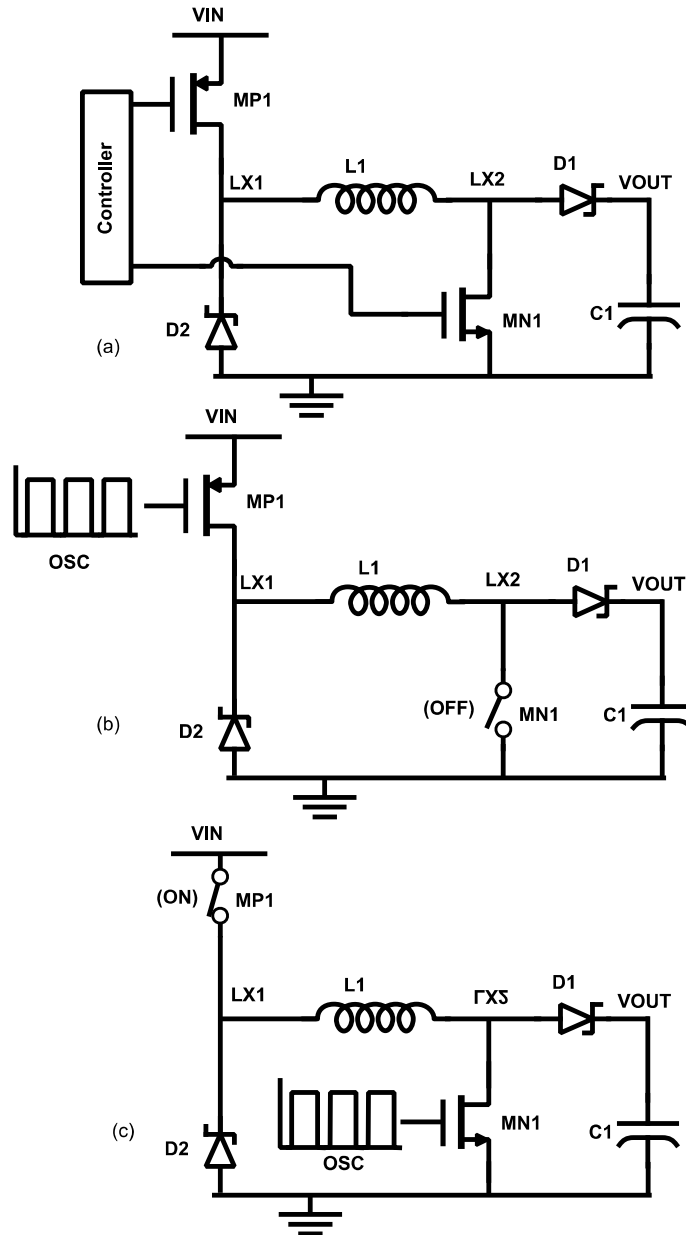 VIN
MP1
Controller
LX1
L1
LX2
D1
VOUT
D2
MN1
C1
(a)
VIN
MP1
OSC
LX1
L1
LX2
D1
VOUT
(OFF)
MN1
C1
D2
(b)
VIN
(ON)
MP1
LX1
L1
LX2
D1
VOUT
MN1
C1
D2
OSC
(c)